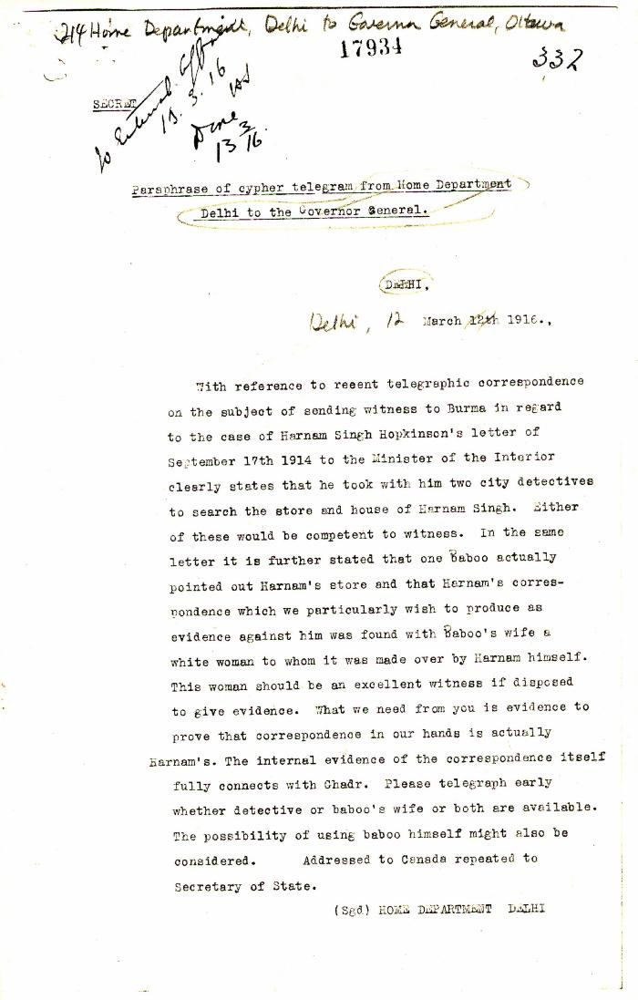 214 Home Department, Delhi to Governor General, Ottawa
17934
332
SECRET
To External Affrs
13. 3. 16
Done
13 3/16
Paraphrase of cypher telegram from Home Department
Delhi to the Governor General.
DELHI,
Delhi, 12 March 12th 1916.,
With reference to reeent telegraphic correspondence
on the subject of sending witness to Burma in regard
to the case of Harnam Singh Hopkinson's letter of
September 17th 1914 to the Minister of the Interior
clearly states that he took with him two city detectives
to search the store and house of Harnam Singh. Either
of these would be competent to witness. In the same
letter it is further stated that one Baboo actually
pointed out Harnam's store and that Harnam's corres-
pondence which we particularly wish to produce as
evidence against him was found with Baboo's wife a
white woman to whom it was made over by Harnam himself.
This woman should be an excellent witness if disposed
to give evidence. What we need from you is evidence to
prove that correspondence in our hands is actually
Harnam's. The internal evidence of the correspondence itself
fully connects with Ghadr. Please telegraph early
whether detective or baboo's wife or both are available.
The possibility of using baboo himself might also be
considered. Addressed to Canada repeated to
Secretary of State.
(Sgd) HOME DEPARTMENT DELHI